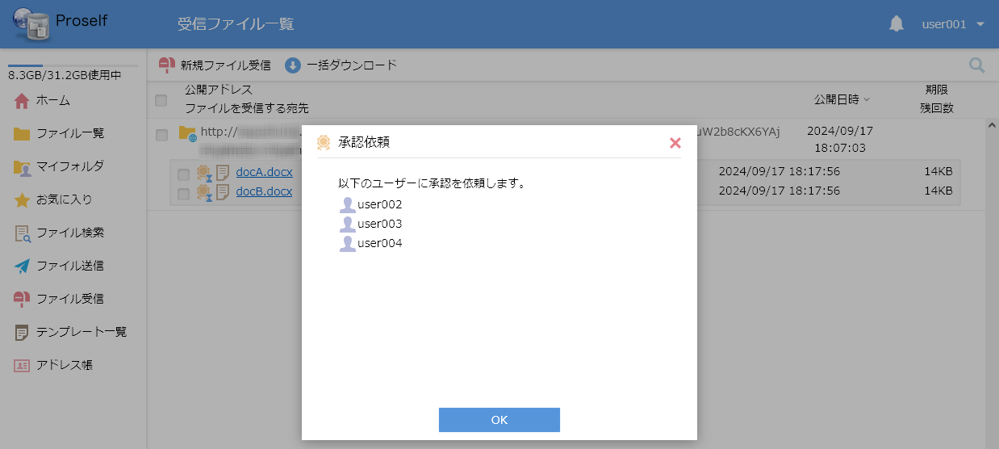 Proself
受信ファイル一覧
user001
8.3GB/31.2GB使用中
ホーム
ファイル一覧
マイフォルダ
お気に入り
ファイル検索
ファイル送信
ファイル受信
テンプレート一覧
アドレス帳
新規ファイル受信 一括ダウンロード
公開アドレス
ファイルを受信する宛先
公開日時
期限
残回数
http://
uW2b8cKX6YAj
2024/09/17
18:07:03
docA.docx 2024/09/17 18:17:56 14KB
docB.docx 2024/09/17 18:17:56 14KB
承認依頼
以下のユーザーに承認を依頼します。
user002
user003
user004
OK